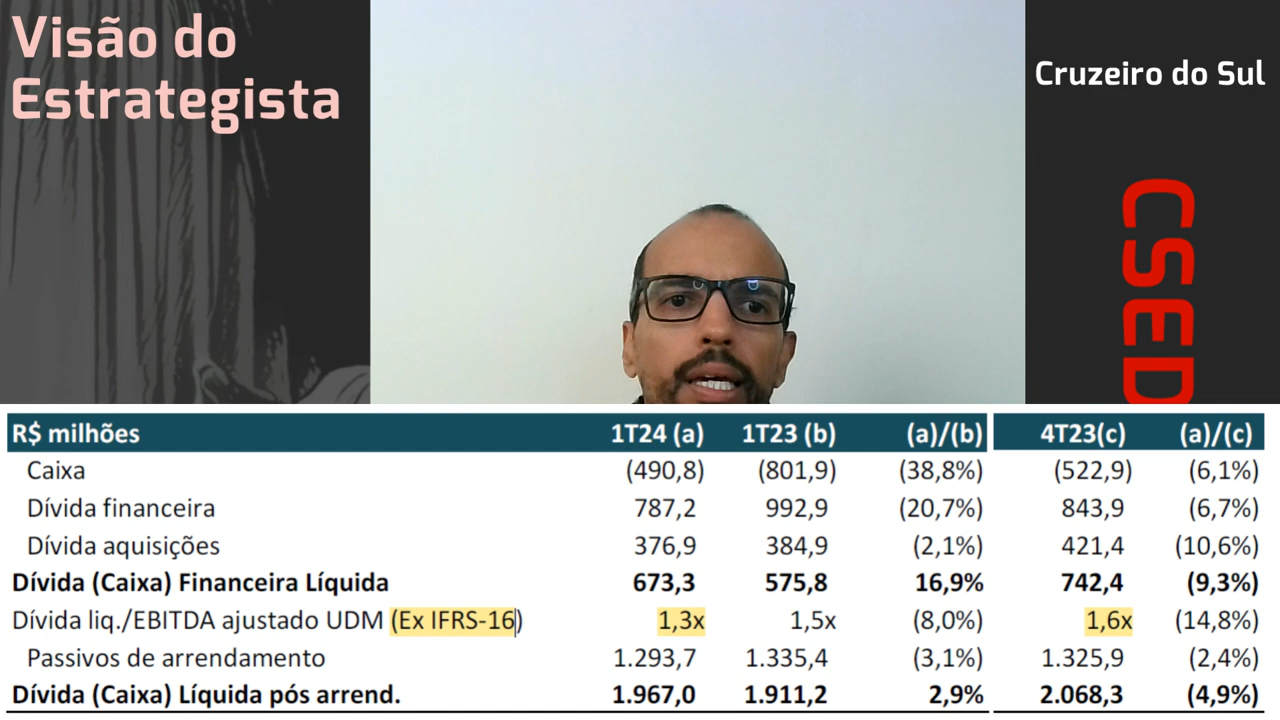 Visão do
Estrategista
Cruzeiro do Sul
CSED
R$ milhões 1T24 (a) 1T23 (b) (a)/(b) 4T23(c) (a)/(c)
Caixa (490,8) (801,9) (38,8%) (522,9) (6,1%)
Dívida financeira 787,2 992,9 (20,7%) 843,9 (6,7%)
Dívida aquisições 376,9 384,9 (2,1%) 421,4 (10,6%)
Dívida (Caixa) Financeira Líquida 673,3 575,8 16,9% 742,4 (9,3%)
Dívida liq./EBITDA ajustado UDM (Ex IFRS-16) 1,3x 1,5x (8,0%) 1,6x (14,8%)
Passivos de arrendamento 1.293,7 1.335,4 (3,1%) 1.325,9 (2,4%)
Dívida (Caixa) Líquida pós arrend. 1.967,0 1.911,2 2,9% 2.068,3 (4,9%)